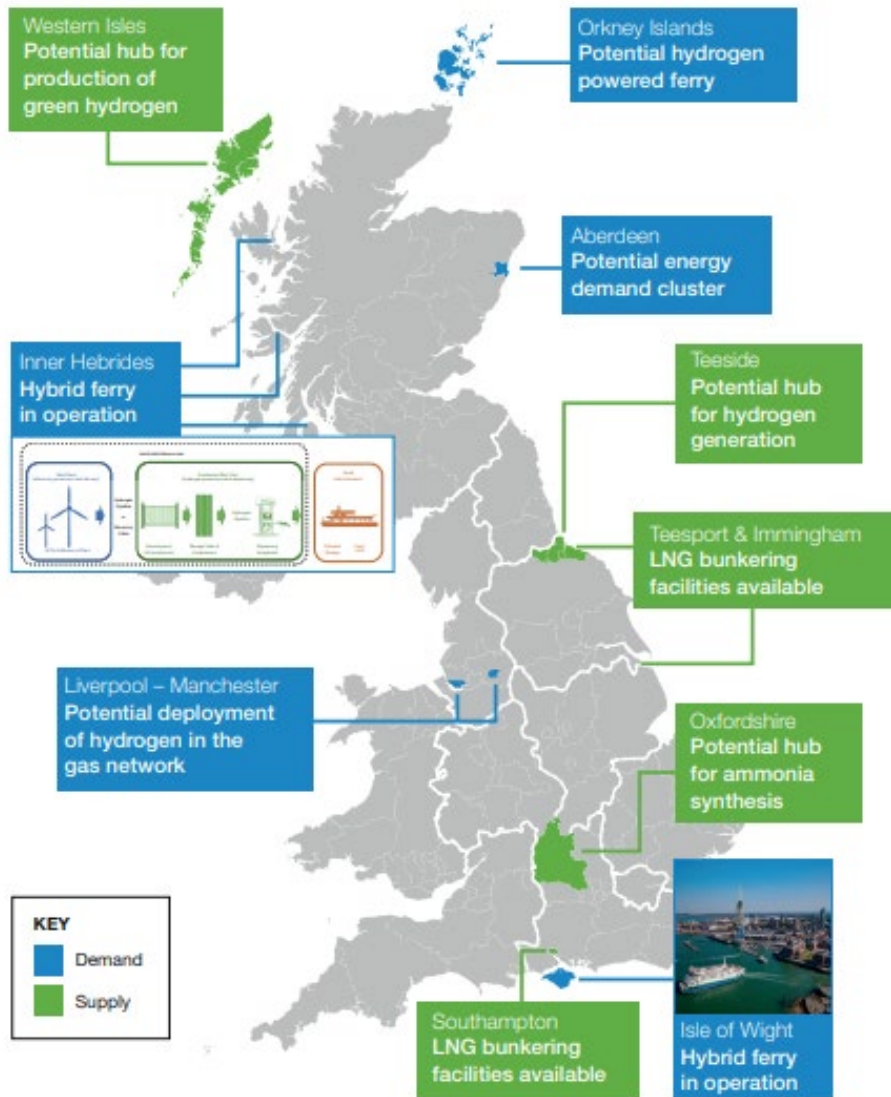 Western Isles
Potential hub for
production of
green hydrogen
Orkney Islands
Potential hydrogen
powered ferry
Aberdeen
Potential energy
demand cluster
Inner Hebrides
Hybrid ferry
in operation
Teeside
Potential hub
for hydrogen
generation
Teesport & Immingham
LNG bunkering
facilities available
Liverpool – Manchester
Potential deployment
of hydrogen in the
gas network
Oxfordshire
Potential hub
for ammonia
synthesis
KEY
Demand
Supply
Southampton
LNG bunkering
facilities available
Isle of Wight
Hybrid ferry
in operation